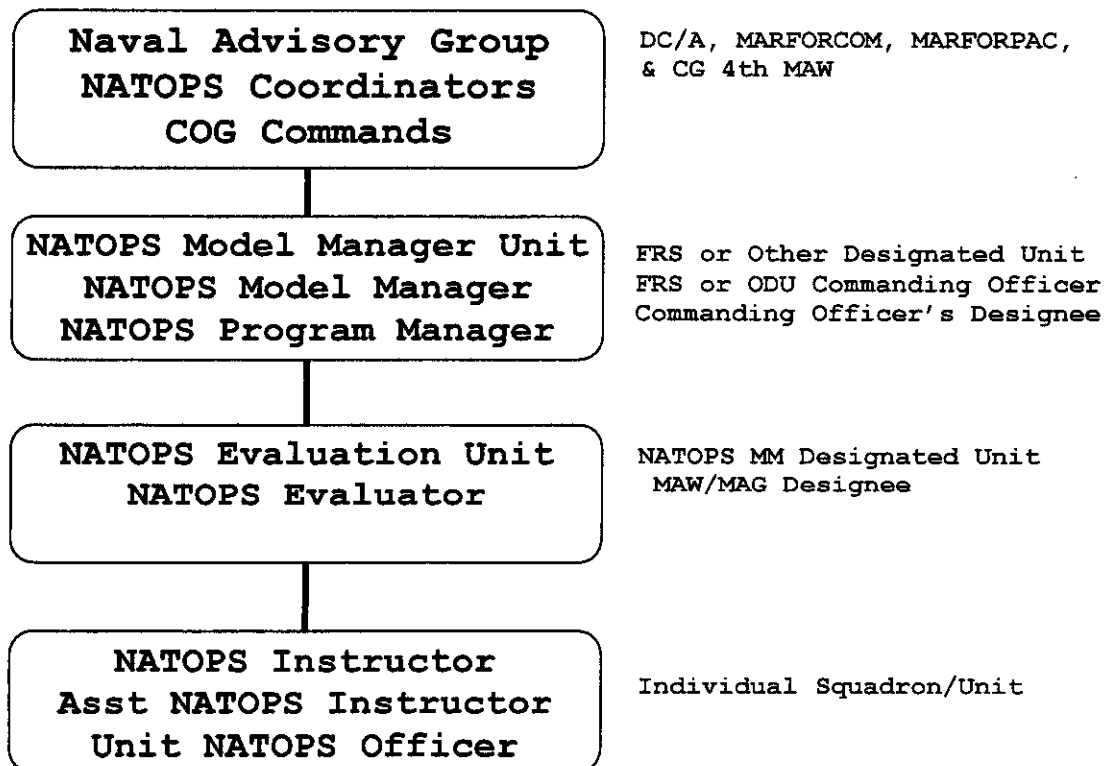 Naval Advisory Group
NATOPS Coordinators
COG Commands
DC/A, MARFORCOM, MARFORPAC,
& CG 4th MAW
NATOPS Model Manager Unit
NATOPS Model Manager
NATOPS Program Manager
FRS or Other Designated Unit
FRS or ODU Commanding Officer
Commanding Officer's Designee
NATOPS Evaluation Unit
NATOPS Evaluator
NATOPS MM Designated Unit
MAW/MAG Designee
NATOPS Instructor
Asst NATOPS Instructor
Unit NATOPS Officer
Individual Squadron/Unit